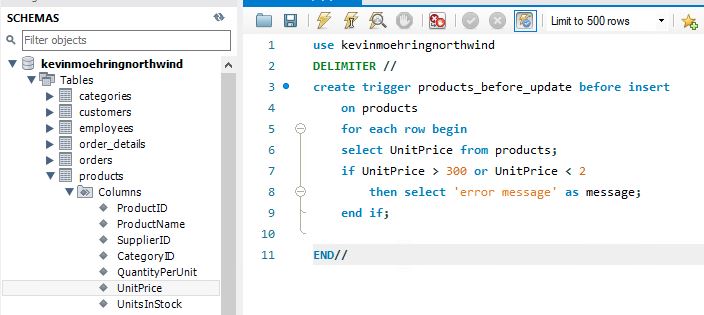 SCHEMAS
Filter objects
kevinmoehringnorthwind
Tables
categories
customers
employees
order_details
orders
products
Columns
ProductID
ProductName
SupplierID
CategoryID
QuantityPerUnit
UnitPrice
UnitsInStock
Limit to 500 rows
1 use kevinmoehringnorthwind
2 DELIMITER //
3 create trigger products_before_update before insert
4 on products
5 for each row begin
6 select UnitPrice from products;
7 if UnitPrice > 300 or UnitPrice < 2
8 then select 'error message' as message;
9 end if;
10
11 END//